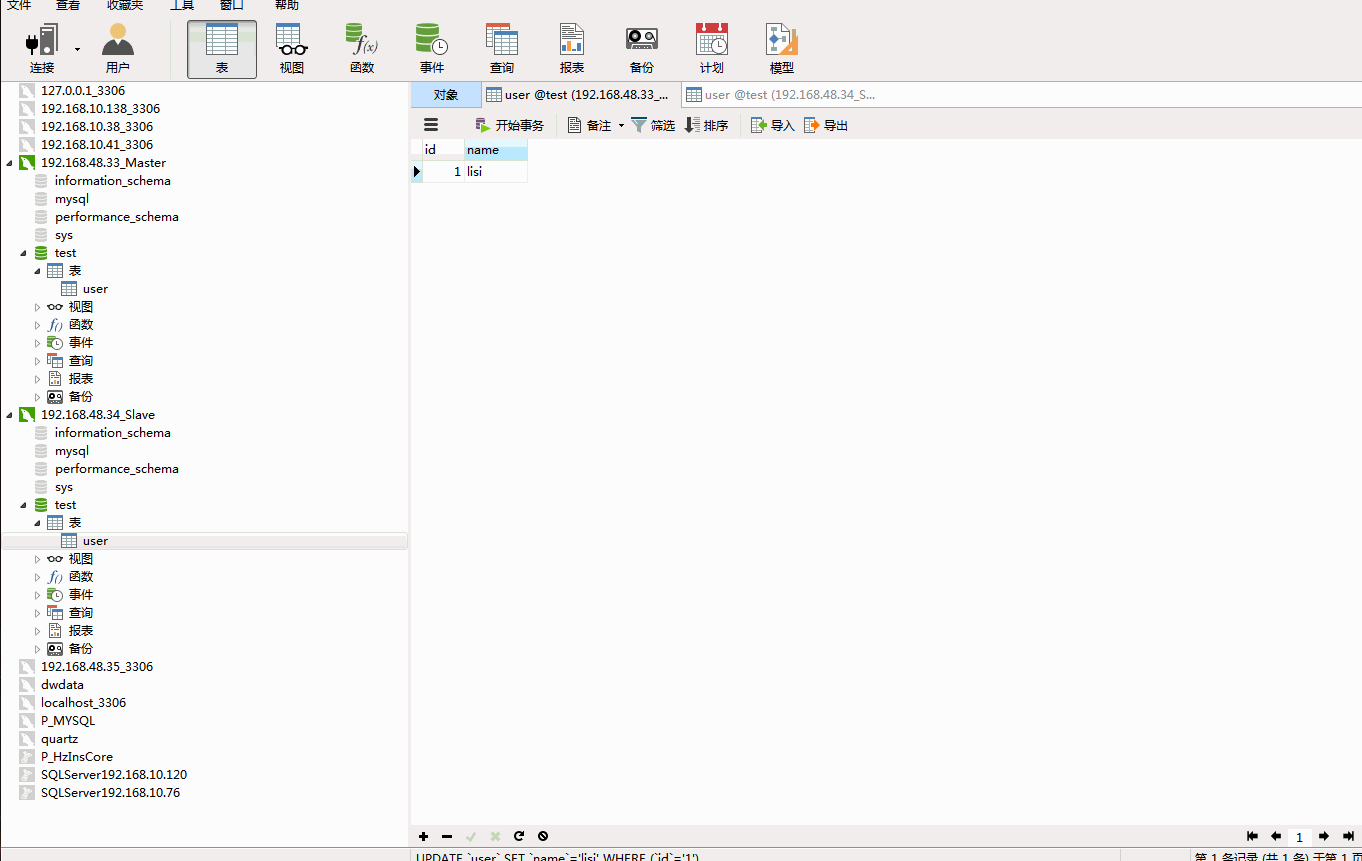 文件 查看 收藏夹 工具 窗口 帮助
连接 用户 表 视图 函数 事件 查询 报表 备份 计划 模型
127.0.0.1_3306
192.168.10.138_3306
192.168.10.38_3306
192.168.10.41_3306
192.168.48.33_Master
information_schema
mysql
performance_schema
sys
test
表
user
视图
函数
事件
查询
报表
备份
192.168.48.34_Slave
information_schema
mysql
performance_schema
sys
test
表
user
视图
函数
事件
查询
报表
备份
192.168.48.35_3306
dwdata
localhost_3306
P_MYSQL
quartz
P_HzInsCore
SQLServer192.168.10.120
SQLServer192.168.10.76
对象 user @test (192.168.48.33_... user @test (192.168.48.34_S...
开始事务 备注 筛选 排序 导入 导出
id name
1 lisi
1
UPDATE `user` SET `name`='lisi' WHERE (`id`='1') 第 1 条记录 (共 1 条) 于第 1 页